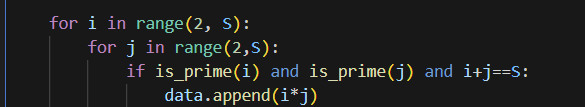 for i in range(2, S):
for j in range(2,S):
if is_prime(i) and is_prime(j) and i+j==S:
data.append(i*j)